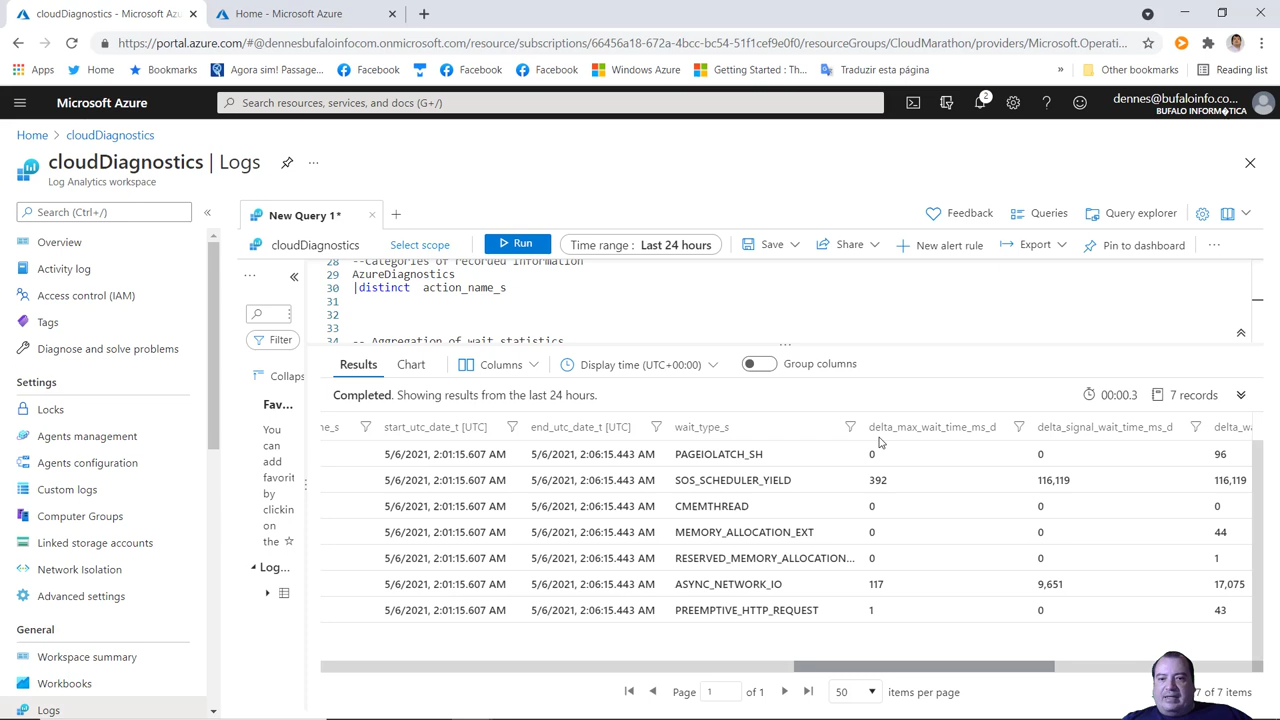 cloudDiagnostics - Microsoft Az
Home - Microsoft Azure
https://portal.azure.com/#@dennesbufaloinfocom.onmicrosoft.com/resource/subscriptions/66456a18-672a-4bcc-bc54-51f1cef9e0f0/resourceGroups/CloudMarathon/providers/Microsoft.Operati...
Apps Home Bookmarks Agora sim! Passage... Facebook Facebook Facebook Windows Azure Getting Started : Th... Traduzir esta página » Other bookmarks Reading list
Microsoft Azure
Search resources, services, and docs (G+/)
2
dennes@bufaloinfo.co...
BUFALO INFORM�TICA
Home > cloudDiagnostics
cloudDiagnostics | Logs ...
Log Analytics workspace
Search (Ctrl+/)
«
Overview
Activity log
Access control (IAM)
Tags
Diagnose and solve problems
Settings
Locks
Agents management
Agents configuration
Custom logs
Computer Groups
Linked storage accounts
Network Isolation
Advanced settings
General
Workspace summary
Workbooks
Logs
New Query 1*
Feedback Queries Query explorer
cloudDiagnostics Select scope Run Time range : Last 24 hours Save Share New alert rule Export Pin to dashboard ...
... «
Filter
Collaps
Fav...
You
can
add
favorit
by
clickin
on
the
Log...
28 --Categories of recorded information
29 AzureDiagnostics
30 |distinct action_name_s
31
32
33
34 -- Aggregation of wait statistics
Results Chart Columns Display time (UTC+00:00) Group columns
Completed. Showing results from the last 24 hours. 00:00.3 7 records
e_s start_utc_date_t [UTC] end_utc_date_t [UTC] wait_type_s delta_max_wait_time_ms_d delta_signal_wait_time_ms_d delta_wa
5/6/2021, 2:01:15.607 AM 5/6/2021, 2:06:15.443 AM PAGEIOLATCH_SH 0 0 96
5/6/2021, 2:01:15.607 AM 5/6/2021, 2:06:15.443 AM SOS_SCHEDULER_YIELD 392 116,119 116,119
5/6/2021, 2:01:15.607 AM 5/6/2021, 2:06:15.443 AM CMEMTHREAD 0 0 0
5/6/2021, 2:01:15.607 AM 5/6/2021, 2:06:15.443 AM MEMORY_ALLOCATION_EXT 0 0 44
5/6/2021, 2:01:15.607 AM 5/6/2021, 2:06:15.443 AM RESERVED_MEMORY_ALLOCATION... 0 0 1
5/6/2021, 2:01:15.607 AM 5/6/2021, 2:06:15.443 AM ASYNC_NETWORK_IO 117 9,651 17,075
5/6/2021, 2:01:15.607 AM 5/6/2021, 2:06:15.443 AM PREEMPTIVE_HTTP_REQUEST 1 0 43
Page 1 of 1 50 items per page 7 of 7 items